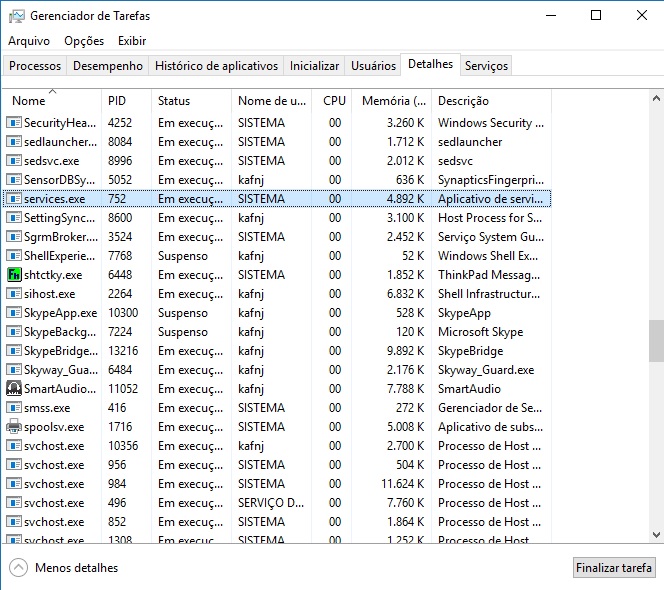 Gerenciador de Tarefas
Arquivo Opções Exibir
Processos Desempenho Histórico de aplicativos Inicializar Usuários Detalhes Serviços
Nome PID Status Nome de u... CPU Memória (... Descrição
SecurityHea... 4252 Em execuç... SISTEMA 00 3.260 K Windows Security ...
sedlauncher... 8084 Em execuç... SISTEMA 00 1.712 K sedlauncher
sedsvc.exe 8996 Em execuç... SISTEMA 00 2.012 K sedsvc
SensorDBSy... 5052 Em execuç... kafnj 00 636 K SynapticsFingerpri...
services.exe 752 Em execuç... SISTEMA 00 4.892 K Aplicativo de servi...
SettingSync... 8600 Em execuç... kafnj 00 3.100 K Host Process for S...
SgrmBroker... 3524 Em execuç... SISTEMA 00 2.452 K Serviço System Gu...
ShellExperie... 7768 Suspenso kafnj 00 52 K Windows Shell Ex...
shtctky.exe 6448 Em execuç... SISTEMA 00 1.852 K ThinkPad Messag...
sihost.exe 2264 Em execuç... kafnj 00 6.832 K Shell Infrastructur...
SkypeApp.exe 10300 Suspenso kafnj 00 528 K SkypeApp
SkypeBackg... 7224 Suspenso kafnj 00 120 K Microsoft Skype
SkypeBridge... 13216 Em execuç... kafnj 00 9.892 K SkypeBridge
Skyway_Gua... 6484 Em execuç... kafnj 00 2.176 K Skyway_Guard.exe
SmartAudio... 11052 Em execuç... kafnj 00 7.788 K SmartAudio
smss.exe 416 Em execuç... SISTEMA 00 272 K Gerenciador de Se...
spoolsv.exe 1716 Em execuç... SISTEMA 00 5.008 K Aplicativo de subs...
svchost.exe 10356 Em execuç... kafnj 00 2.700 K Processo de Host ...
svchost.exe 956 Em execuç... SISTEMA 00 504 K Processo de Host ...
svchost.exe 984 Em execuç... SISTEMA 00 11.624 K Processo de Host ...
svchost.exe 496 Em execuç... SERVIÇO D... 00 7.760 K Processo de Host ...
svchost.exe 852 Em execuç... SISTEMA 00 1.864 K Processo de Host ...
svchost.exe 1308 Em execuç... SISTEMA 00 1.252 K Processo de Host ...
Menos detalhes Finalizar tarefa